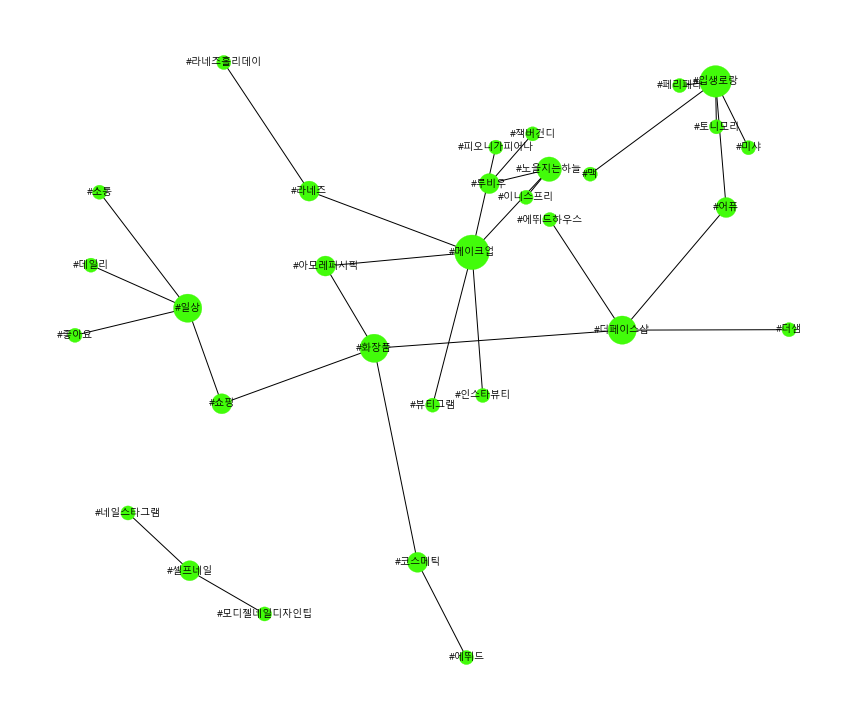 #라네즈홀리데이
#입생로랑
#페리페라
#토니모리
#잭버건디
#피오니가피어나
#미샤
#노을지는하늘
#맥
#루비우
#라네즈
#소통
#이니스프리
#어퓨
#에뛰드하우스
#메이크업
#데일리
#아모레퍼시픽
#일상
#더페이스샵
#더샘
#좋아요
#화장품
#인스타뷰티
#쇼핑
#뷰티그램
#네일스타그램
#코스메틱
#셀프네일
#모디젤네일디자인팁
#에뛰드